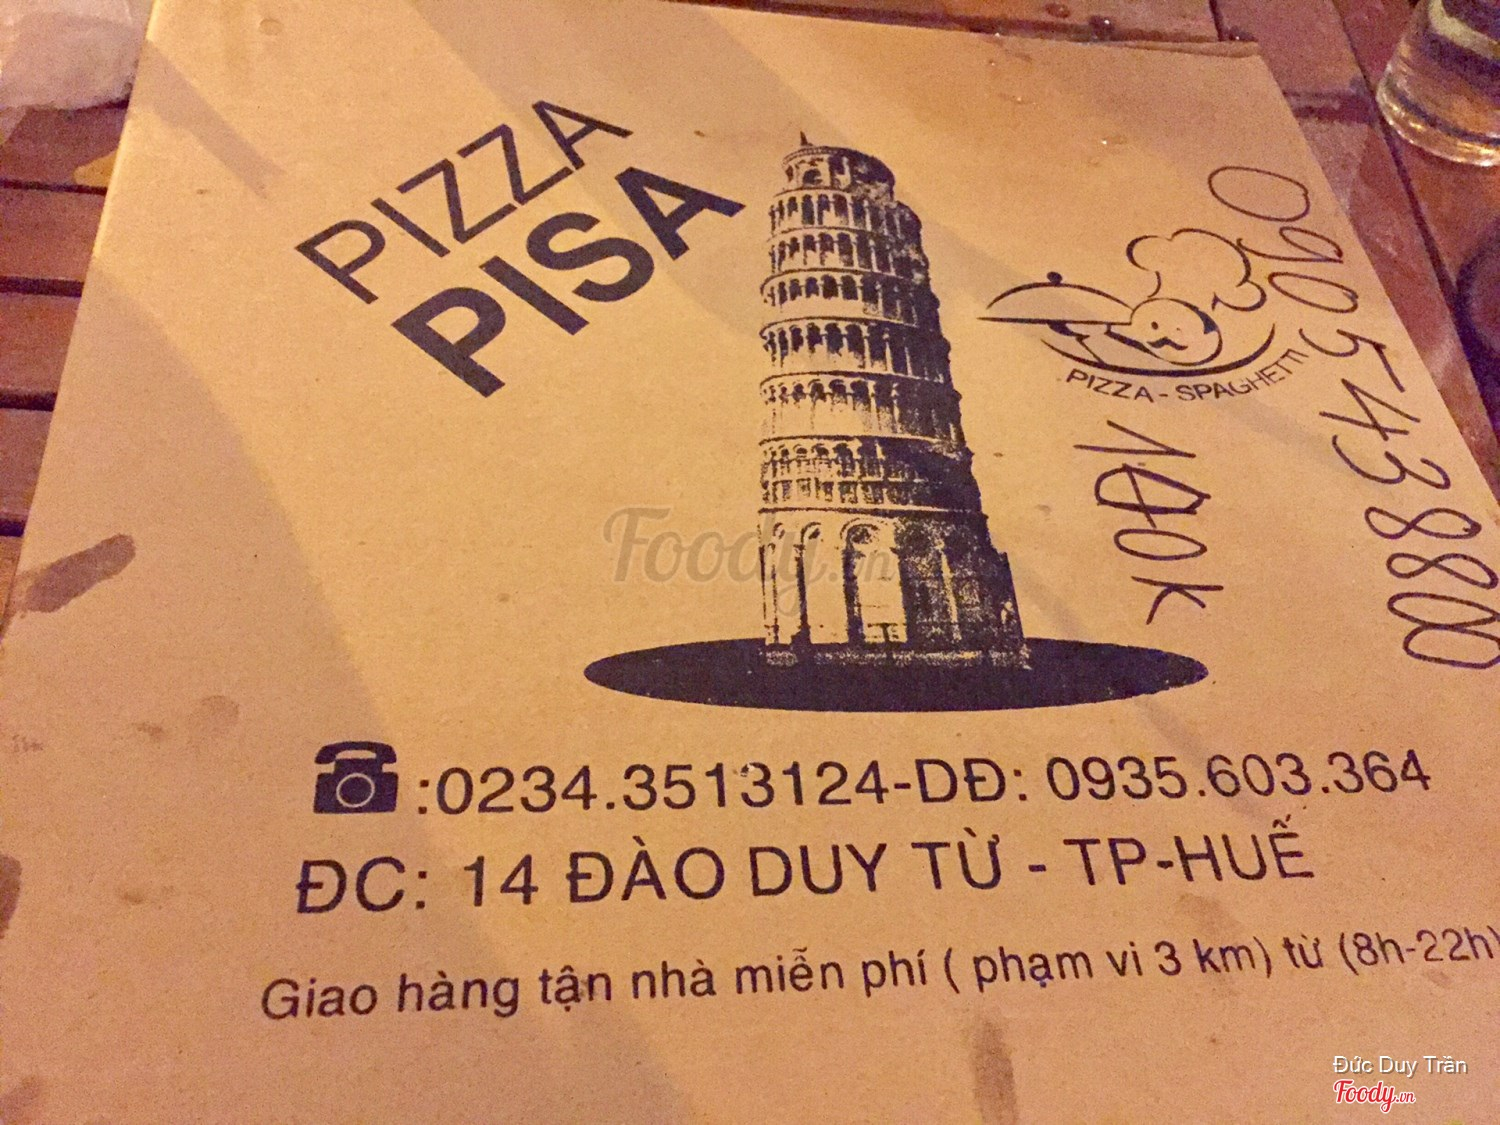 PIZZA
PISA
PIZZA - SPAGHETTI
0905438800
100k
Foody.vn
:0234.3513124-DĐ: 0935.603.364
ĐC: 14 ĐÀO DUY TỪ - TP-HUẾ
Giao hàng tận nhà miễn phí ( phạm vi 3 km) từ (8h-22h)
Đức Duy Trần
Foody.vn